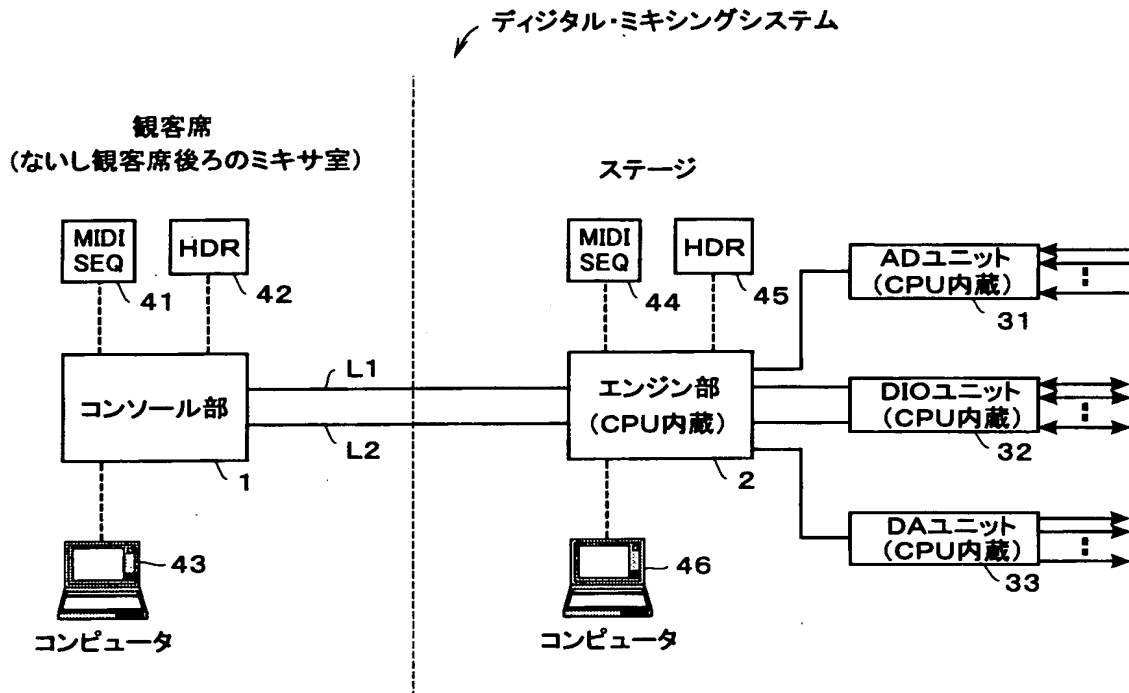 ディジタル・ミキシングシステム
観客席
(ないし観客席後ろのミキサ室)
ステージ
MIDI
SEQ
41
HDR
42
MIDI
SEQ
44
HDR
45
ADユニット
(CPU内蔵)
31
コンソール部
1
L1
L2
エンジン部
(CPU内蔵)
2
DIOユニット
(CPU内蔵)
32
DAユニット
(CPU内蔵)
33
43
コンピュータ
46
コンピュータ